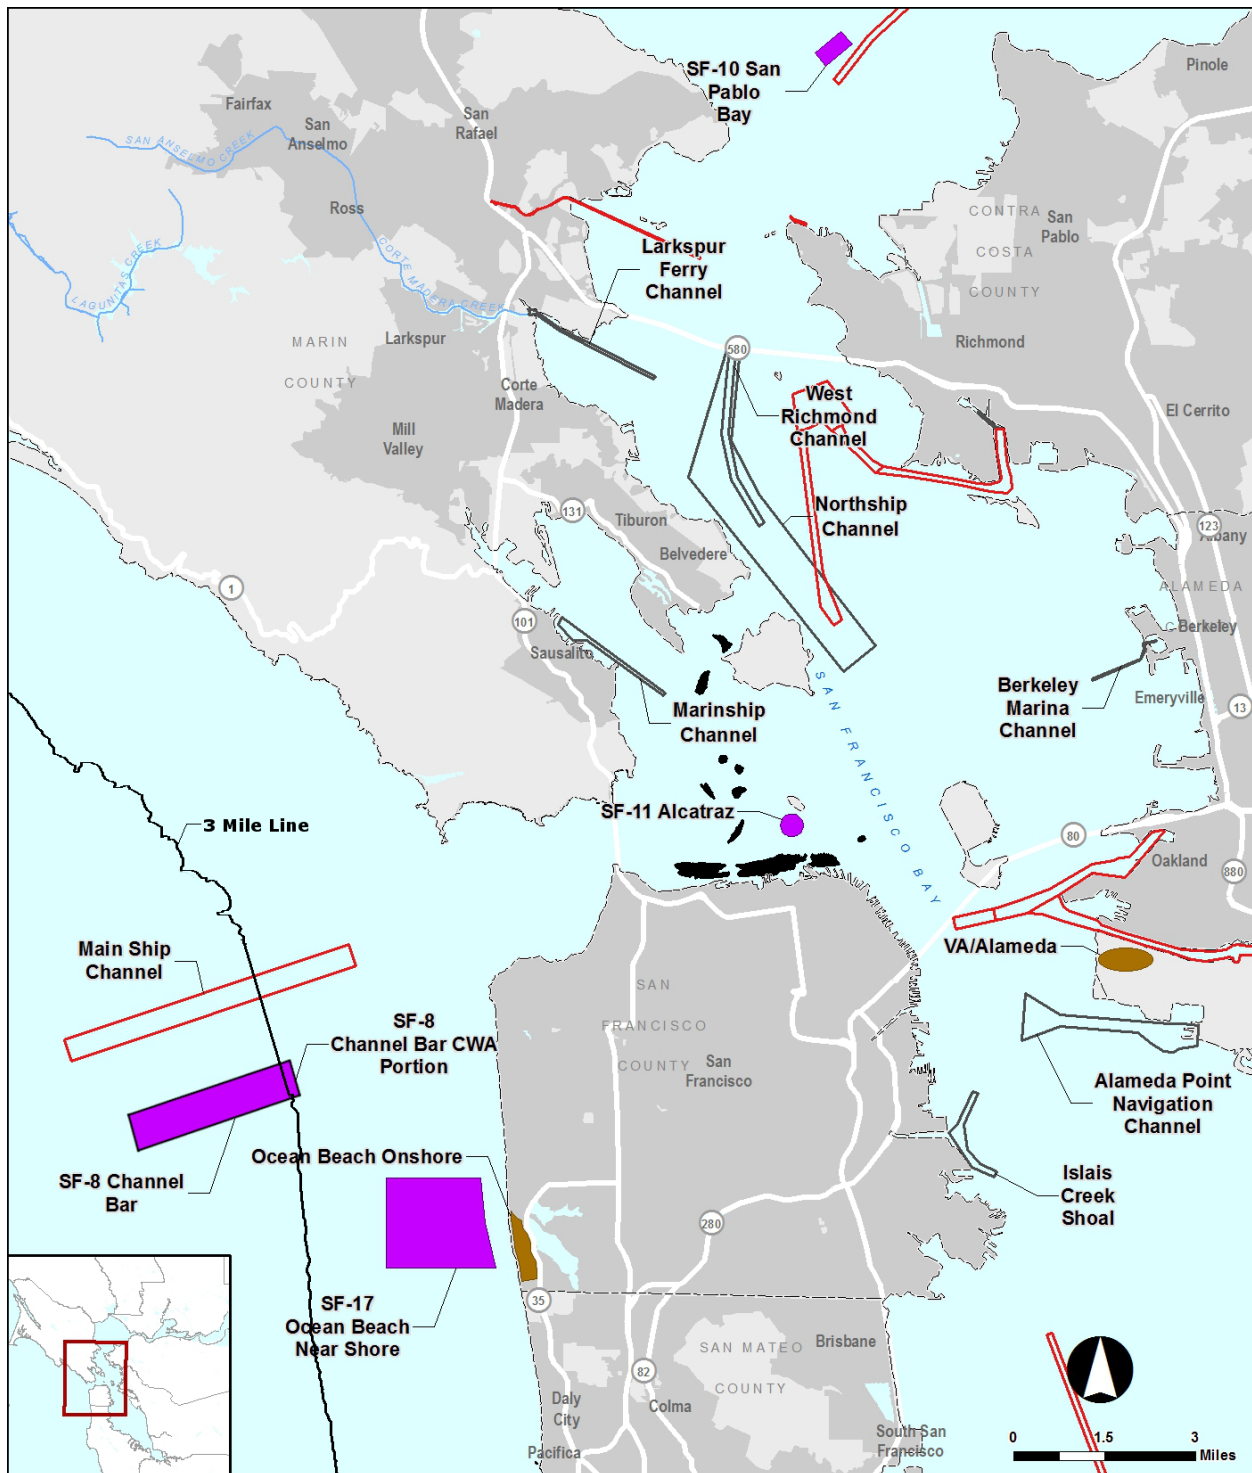 SF-10 San
Pablo
Bay
Pinole
Fairfax
San
Anselmo
San
Rafael
SAN ANSELMO CREEK
Ross
CONTRA
COSTA
COUNTY
San
Pablo
Larkspur
Ferry
Channel
CORTE MADERA CREEK
LAGUNITAS CREEK
MARIN
COUNTY
Larkspur
580
Richmond
Corte
Madera
West
Richmond
Channel
El Cerrito
Mill
Valley
Northship
Channel
131
Tiburon
Belvedere
123
Albany
1
ALAMEDA
101
Berkeley
Sausalito
SAN FRANCISCO BAY
Berkeley
Marina
Channel
Emeryville
13
Marinship
Channel
SF-11 Alcatraz
3 Mile Line
80
Oakland
880
Main Ship
Channel
VA/Alameda
SAN
FRANCISCO
COUNTY
San
Francisco
SF-8
Channel Bar CWA
Portion
Alameda Point
Navigation
Channel
Ocean Beach Onshore
SF-8 Channel
Bar
Islais
Creek
Shoal
280
SF-17
Ocean Beach
Near Shore
35
SAN MATEO
COUNTY
Brisbane
82
Daly
City
Colma
Pacifica
South San
Francisco
0 1.5 3
Miles